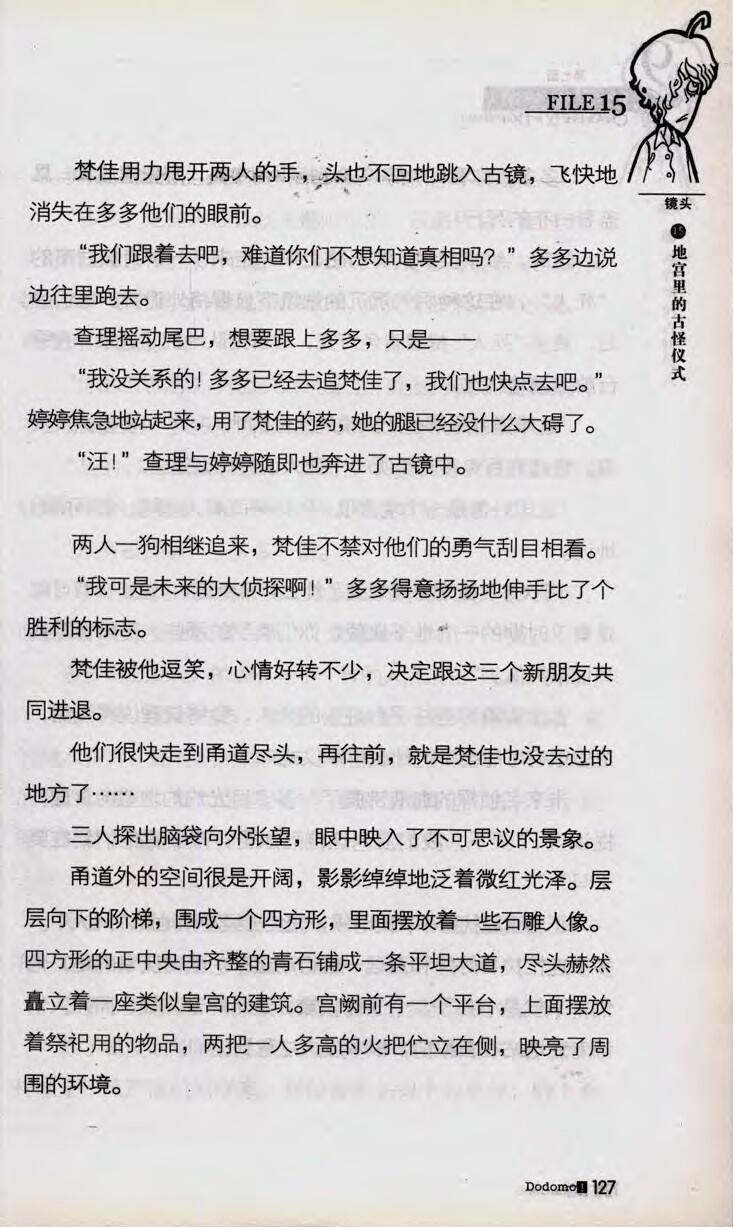 FILE15
镜头
⑮地宫里的古怪仪式
梵佳用力甩开两人的手，头也不回地跳入古镜，飞快地
消失在多多他们的眼前。
“我们跟着去吧，难道你们不想知道真相吗？”多多边说
边往里跑去。
查理摇动尾巴，想要跟上多多，只是——
“我没关系的！多多已经去追梵佳了，我们也快点去吧。”
婷婷焦急地站起来，用了梵佳的药，她的腿已经没什么大碍了。
“汪！”查理与婷婷随即也奔进了古镜中。
两人一狗相继追来，梵佳不禁对他们的勇气刮目相看。
“我可是未来的大侦探啊！”多多得意扬扬地伸手比了个
胜利的标志。
梵佳被他逗笑，心情好转不少，决定跟这三个新朋友共
同进退。
他们很快走到甬道尽头，再往前，就是梵佳也没去过的
地方了……
三人探出脑袋向外张望，眼中映入了不可思议的景象。
甬道外的空间很是开阔，影影绰绰地泛着微红光泽。层
层向下的阶梯，围成一个四方形，里面摆放着一些石雕人像。
四方形的正中央由齐整的青石铺成一条平坦大道，尽头赫然
矗立着一座类似皇宫的建筑。宫阙前有一个平台，上面摆放
着祭祀用的物品，两把一人多高的火把伫立在侧，映亮了周
围的环境。
Dodomo! 127